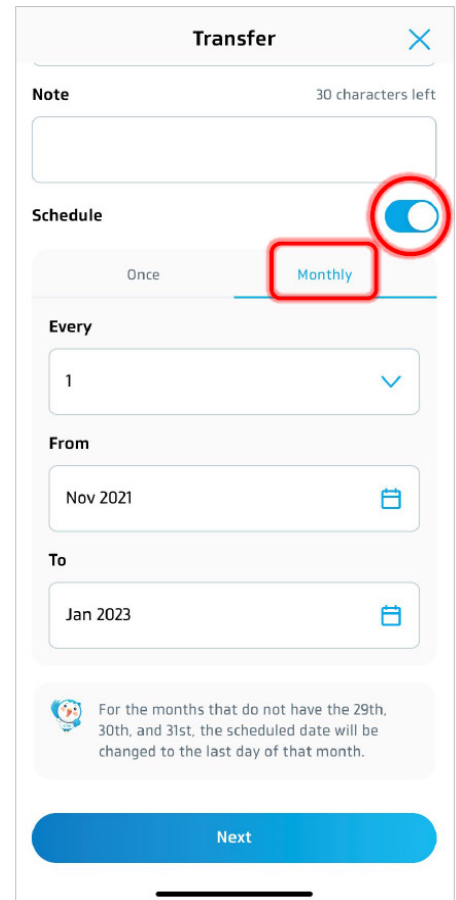 Transfer
Note 30 characters left
Schedule
Once Monthly
Every
1
From
Nov 2021
To
Jan 2023
For the months that do not have the 29th,
30th, and 31st, the scheduled date will be
changed to the last day of that month.
Next